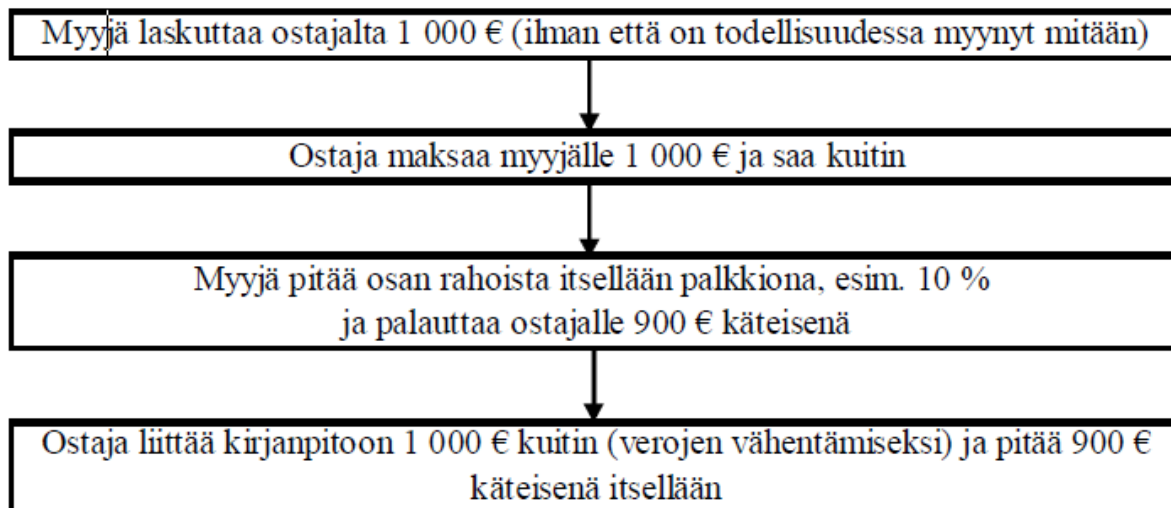 Myyjä laskuttaa ostajalta 1 000 € (ilman että on todellisuudessa myynyt mitään)
Ostaja maksaa myyjälle 1 000 € ja saa kuitin
Myyjä pitää osan rahoista itsellään palkkiona, esim. 10 %
ja palauttaa ostajalle 900 € käteisenä
Ostaja liittää kirjanpitoon 1 000 € kuitin (verojen vähentämiseksi) ja pitää 900 €
käteisenä itsellään